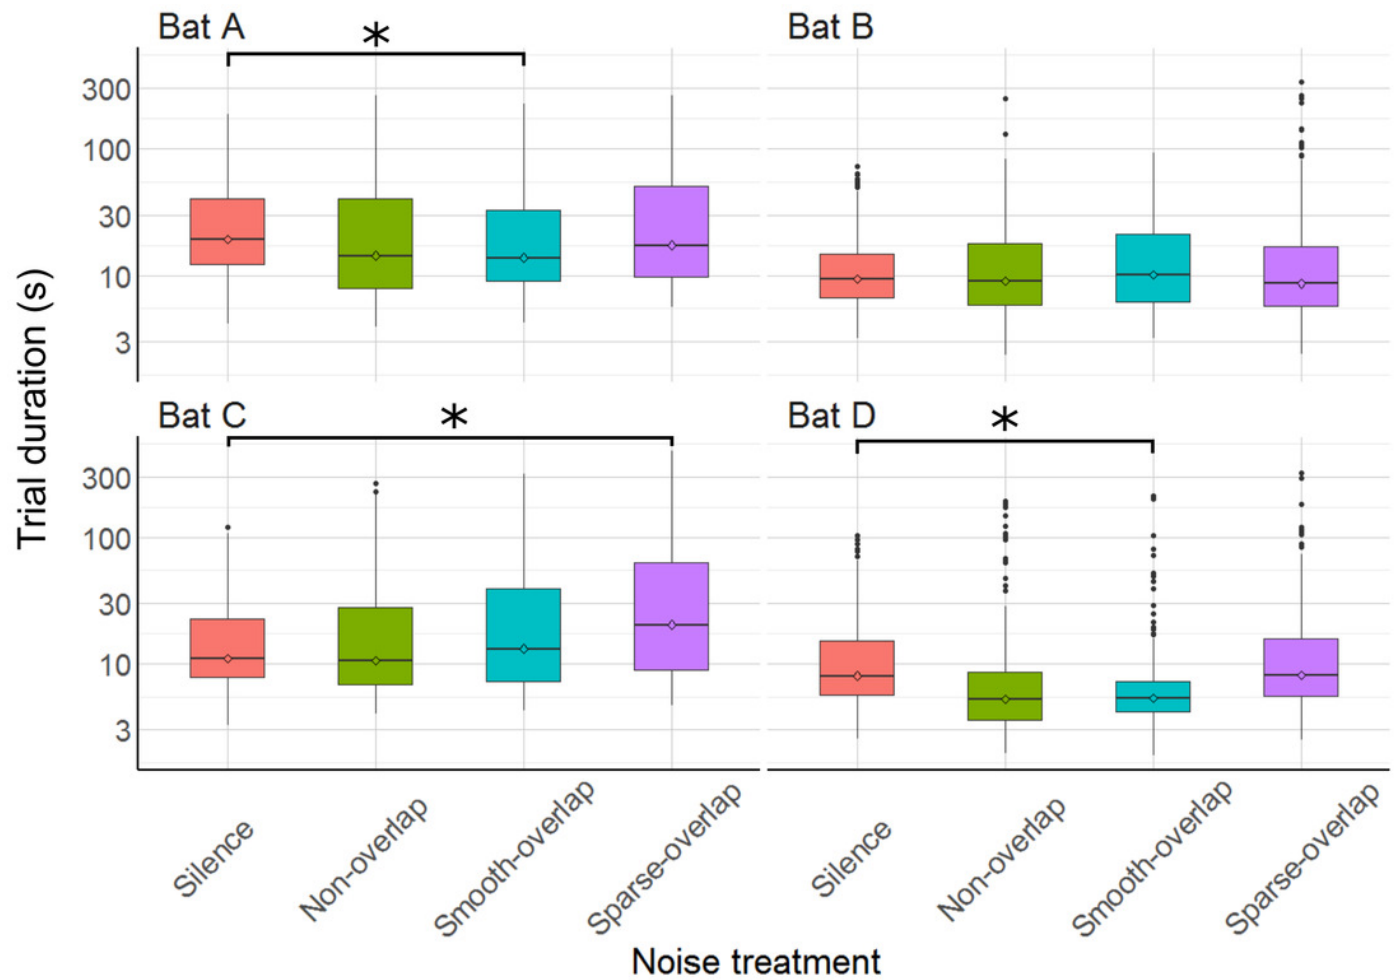 Bat A
*
Bat B
300
100
30
10
3
Bat C
*
Bat D
*
300
100
30
10
3
Trial duration (s)
Silence
Non-overlap
Smooth-overlap
Sparse-overlap
Silence
Non-overlap
Smooth-overlap
Sparse-overlap
Noise treatment